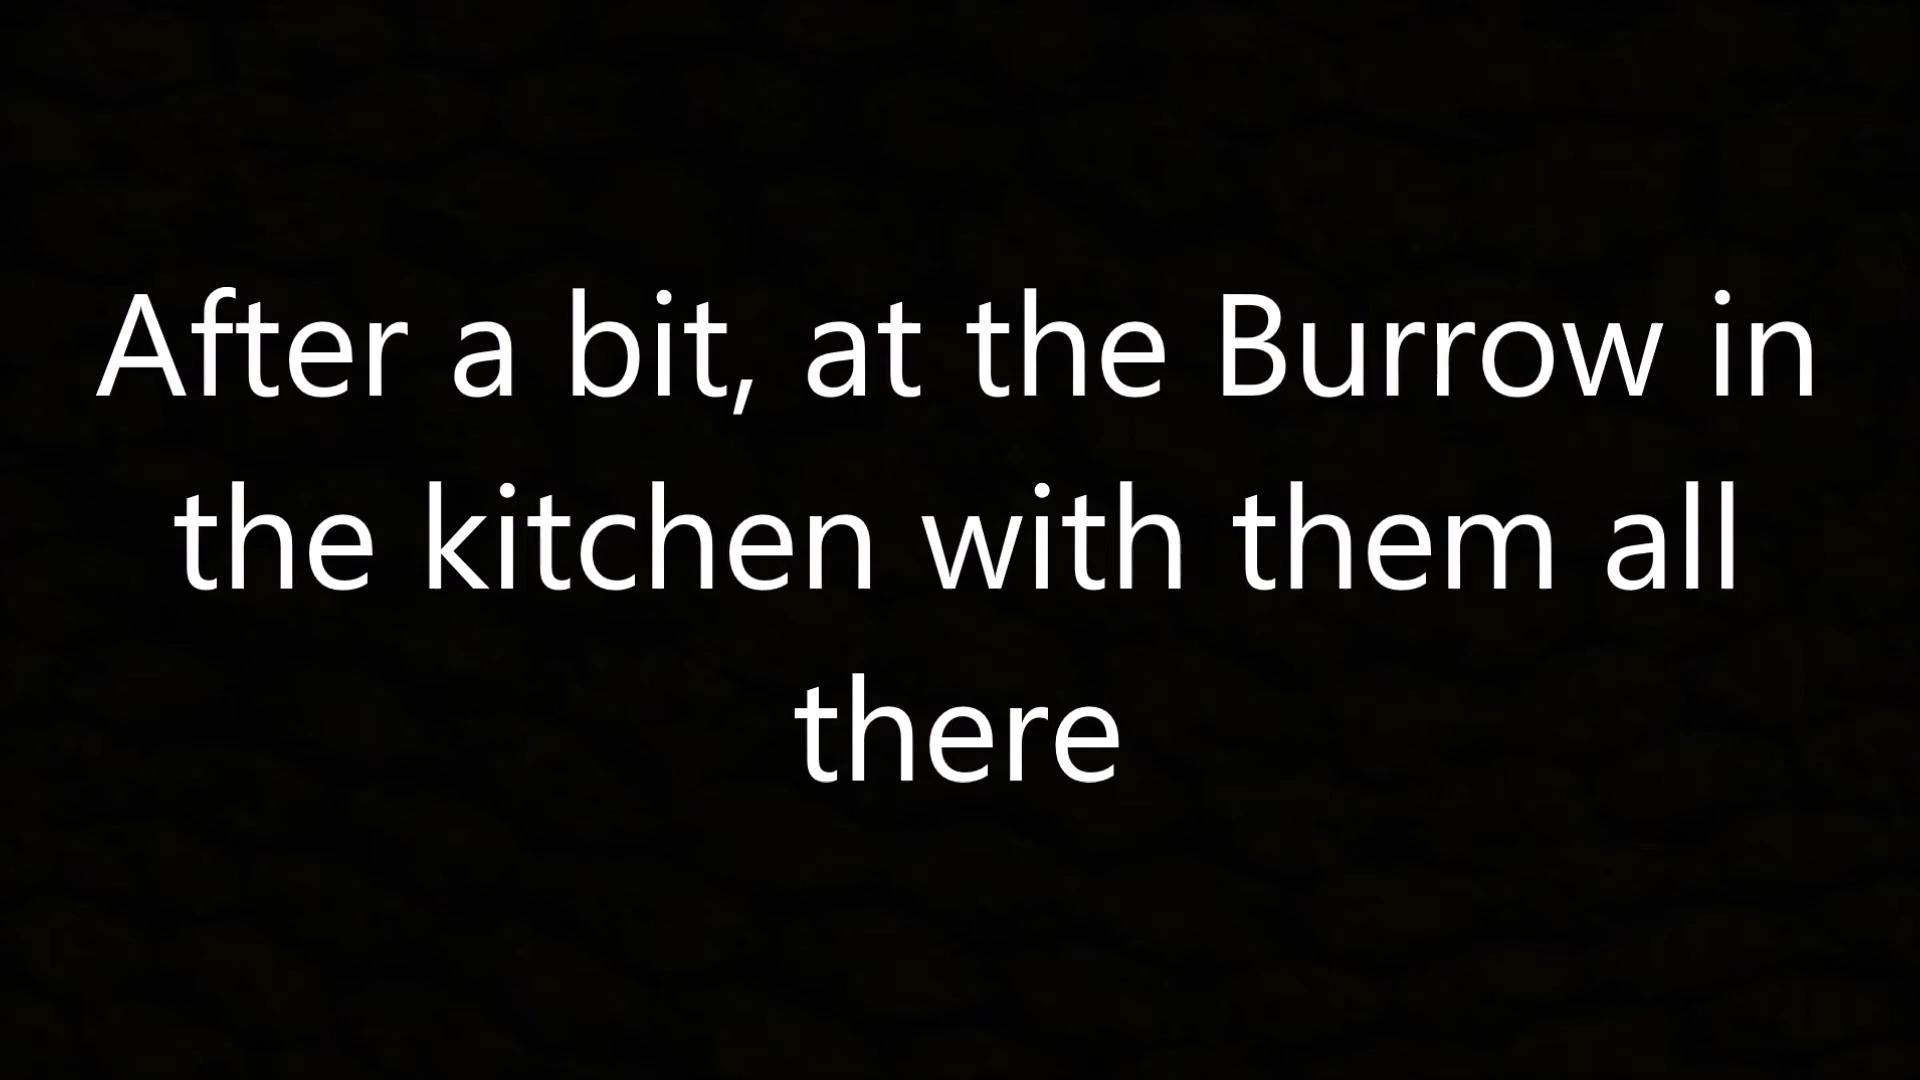 After a bit, at the Burrow in
the kitchen with them all
there